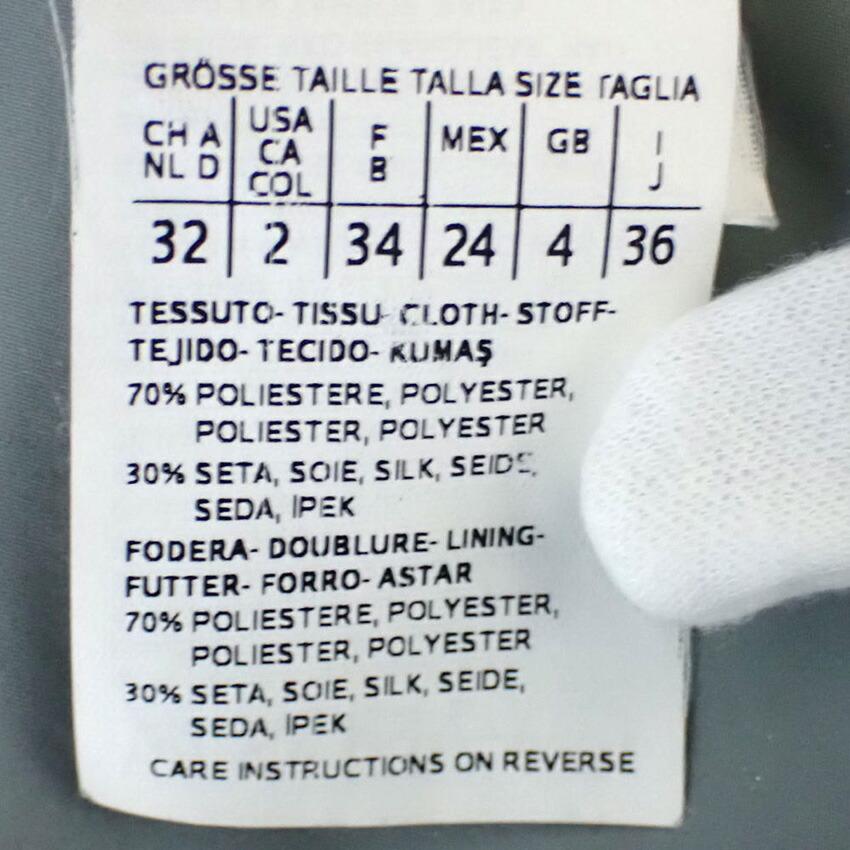 GRÖSSE TAILLE TALLA SIZE TAGLIA
CH A USA F MEX GB I
NL D CA B J
COL
32 2 34 24 4 36
TESSUTO- TISSU- CLOTH- STOFF-
TEJIDO- TECIDO- KUMAŞ
70% POLIESTERE, POLYESTER,
POLIESTER, POLYESTER
30% SETA, SOIE, SILK, SEIDE,
SEDA, İPEK
FODERA- DOUBLURE- LINING-
FUTTER- FORRO- ASTAR
70% POLIESTERE, POLYESTER,
POLIESTER, POLYESTER
30% SETA, SOIE, SILK, SEIDE,
SEDA, İPEK
CARE INSTRUCTIONS ON REVERSE